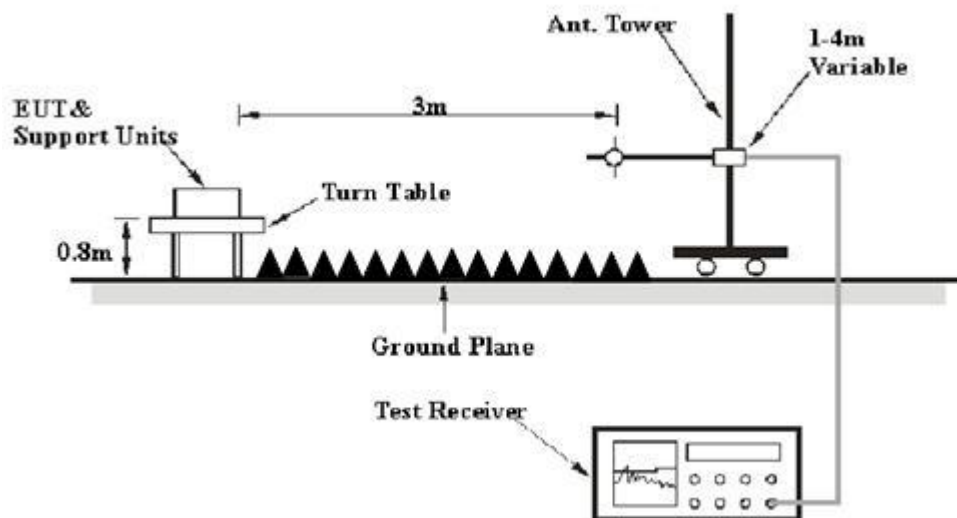 Ant. Tower
1-4m
Variable
EUT&
Support Units
3m
Turn Table
0.8m
Ground Plane
Test Receiver